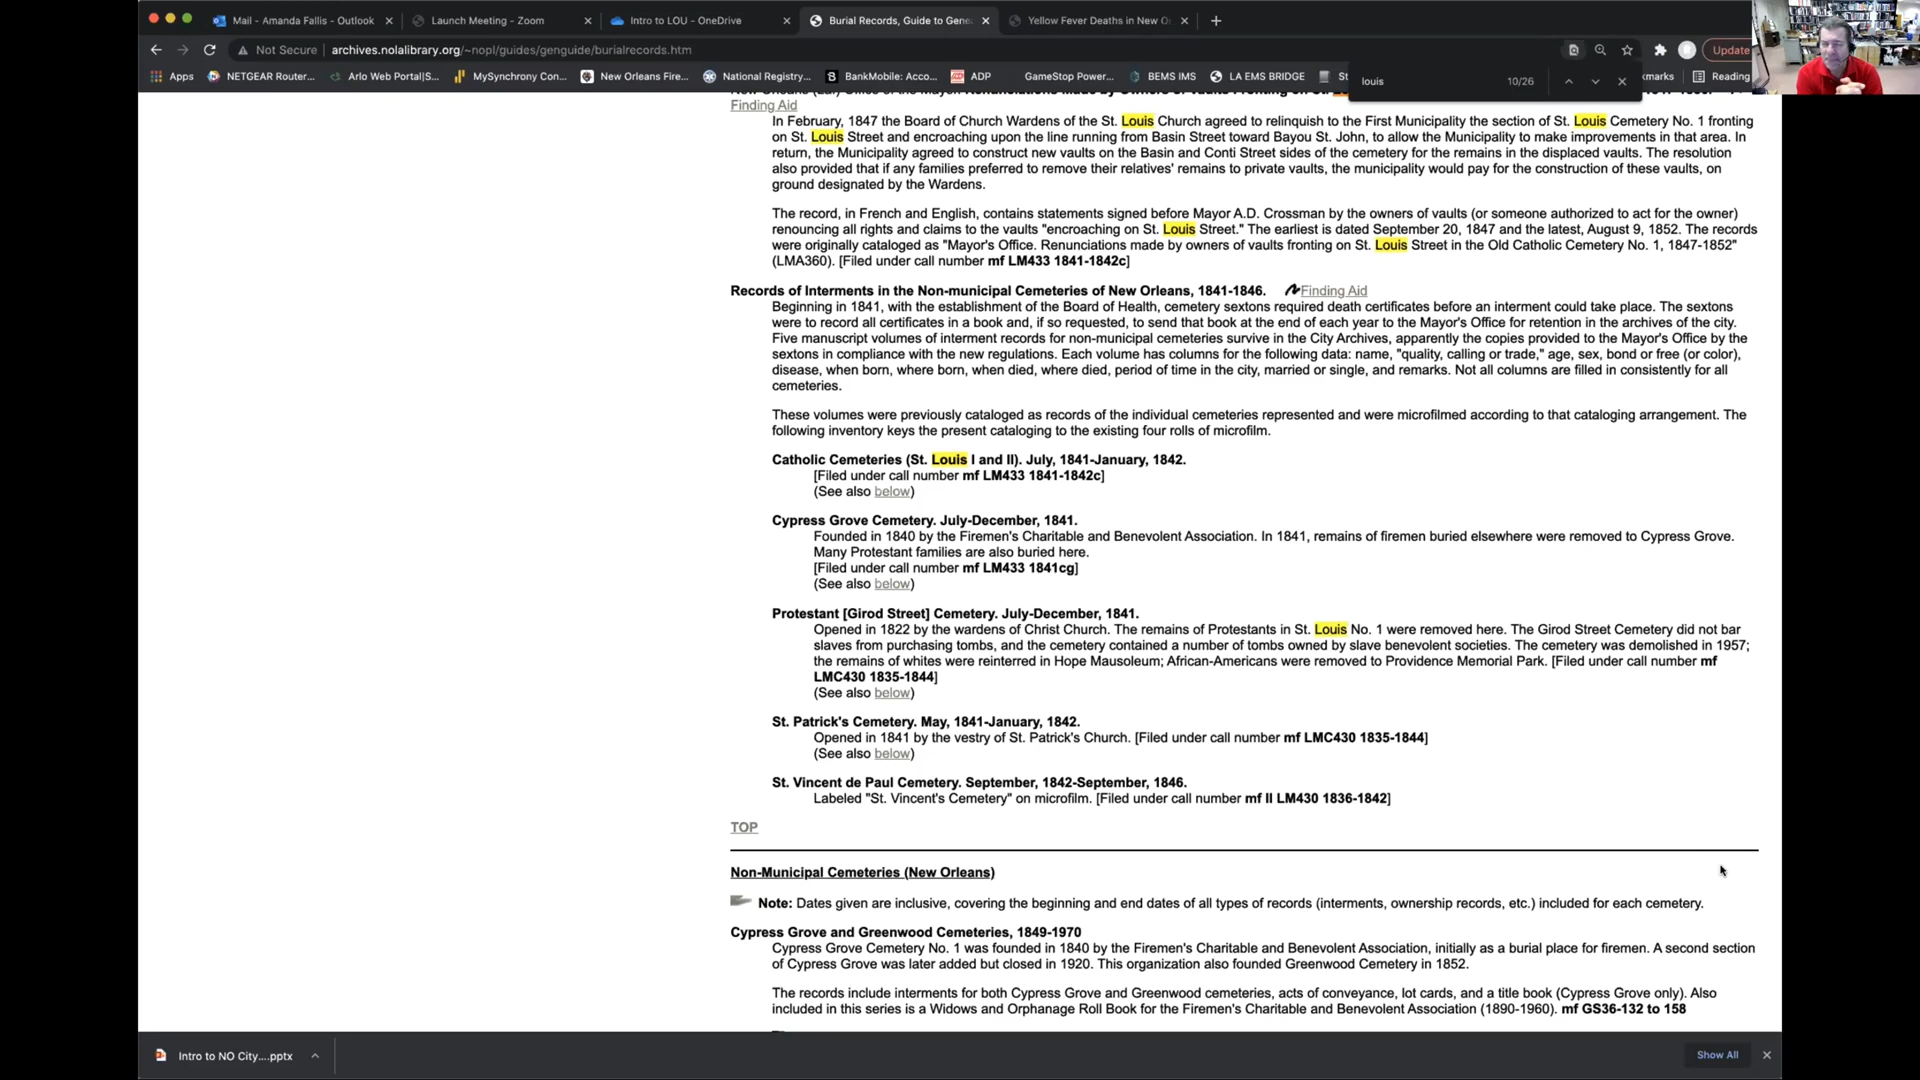 Mail - Amanda Fallis - Outlook
Launch Meeting - Zoom
Intro to LOU - OneDrive
Burial Records, Guide to Gene
Yellow Fever Deaths in New O
Not Secure | archives.nolalibrary.org/~nopl/guides/genguide/burialrecords.htm
Update
Apps
NETGEAR Router...
Arlo Web Portal|S...
MySynchrony Con...
New Orleans Fire...
National Registry...
BankMobile: Acco...
ADP
GameStop Power...
BEMS IMS
LA EMS BRIDGE
St
louis 10/26
kmarks
Reading
Finding Aid
In February, 1847 the Board of Church Wardens of the St. Louis Church agreed to relinquish to the First Municipality the section of St. Louis Cemetery No. 1 fronting
on St. Louis Street and encroaching upon the line running from Basin Street toward Bayou St. John, to allow the Municipality to make improvements in that area. In
return, the Municipality agreed to construct new vaults on the Basin and Conti Street sides of the cemetery for the remains in the displaced vaults. The resolution
also provided that if any families preferred to remove their relatives' remains to private vaults, the municipality would pay for the construction of these vaults, on
ground designated by the Wardens.
The record, in French and English, contains statements signed before Mayor A.D. Crossman by the owners of vaults (or someone authorized to act for the owner)
renouncing all rights and claims to the vaults "encroaching on St. Louis Street." The earliest is dated September 20, 1847 and the latest, August 9, 1852. The records
were originally cataloged as "Mayor's Office. Renunciations made by owners of vaults fronting on St. Louis Street in the Old Catholic Cemetery No. 1, 1847-1852"
(LMA360). [Filed under call number mf LM433 1841-1842c]
Records of Interments in the Non-municipal Cemeteries of New Orleans, 1841-1846. Finding Aid
Beginning in 1841, with the establishment of the Board of Health, cemetery sextons required death certificates before an interment could take place. The sextons
were to record all certificates in a book and, if so requested, to send that book at the end of each year to the Mayor's Office for retention in the archives of the city.
Five manuscript volumes of interment records for non-municipal cemeteries survive in the City Archives, apparently the copies provided to the Mayor's Office by the
sextons in compliance with the new regulations. Each volume has columns for the following data: name, "quality, calling or trade," age, sex, bond or free (or color),
disease, when born, where born, when died, where died, period of time in the city, married or single, and remarks. Not all columns are filled in consistently for all
cemeteries.
These volumes were previously cataloged as records of the individual cemeteries represented and were microfilmed according to that cataloging arrangement. The
following inventory keys the present cataloging to the existing four rolls of microfilm.
Catholic Cemeteries (St. Louis I and II). July, 1841-January, 1842.
[Filed under call number mf LM433 1841-1842c]
(See also below)
Cypress Grove Cemetery. July-December, 1841.
Founded in 1840 by the Firemen's Charitable and Benevolent Association. In 1841, remains of firemen buried elsewhere were removed to Cypress Grove.
Many Protestant families are also buried here.
[Filed under call number mf LM433 1841cg]
(See also below)
Protestant [Girod Street] Cemetery. July-December, 1841.
Opened in 1822 by the wardens of Christ Church. The remains of Protestants in St. Louis No. 1 were removed here. The Girod Street Cemetery did not bar
slaves from purchasing tombs, and the cemetery contained a number of tombs owned by slave benevolent societies. The cemetery was demolished in 1957;
the remains of whites were reinterred in Hope Mausoleum; African-Americans were removed to Providence Memorial Park. [Filed under call number mf
LMC430 1835-1844]
(See also below)
St. Patrick's Cemetery. May, 1841-January, 1842.
Opened in 1841 by the vestry of St. Patrick's Church. [Filed under call number mf LMC430 1835-1844]
(See also below)
St. Vincent de Paul Cemetery. September, 1842-September, 1846.
Labeled "St. Vincent's Cemetery" on microfilm. [Filed under call number mf II LM430 1836-1842]
TOP
Non-Municipal Cemeteries (New Orleans)
Note: Dates given are inclusive, covering the beginning and end dates of all types of records (interments, ownership records, etc.) included for each cemetery.
Cypress Grove and Greenwood Cemeteries, 1849-1970
Cypress Grove Cemetery No. 1 was founded in 1840 by the Firemen's Charitable and Benevolent Association, initially as a burial place for firemen. A second section
of Cypress Grove was later added but closed in 1920. This organization also founded Greenwood Cemetery in 1852.
The records include interments for both Cypress Grove and Greenwood cemeteries, acts of conveyance, lot cards, and a title book (Cypress Grove only). Also
included in this series is a Widows and Orphanage Roll Book for the Firemen's Charitable and Benevolent Association (1890-1960). mf GS36-132 to 158
Intro to NO City....pptx
Show All